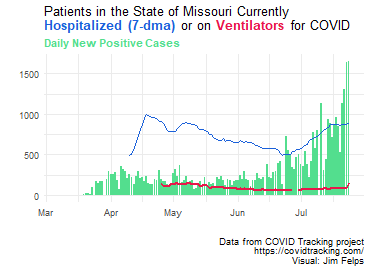 Patients in the State of Missouri Currently
Hospitalized (7-dma) or on Ventilators for COVID
Daily New Positive Cases
1500
1000
500
0
Mar Apr May Jun Jul
Data from COVID Tracking project
https://covidtracking.com/
Visual: Jim Felps